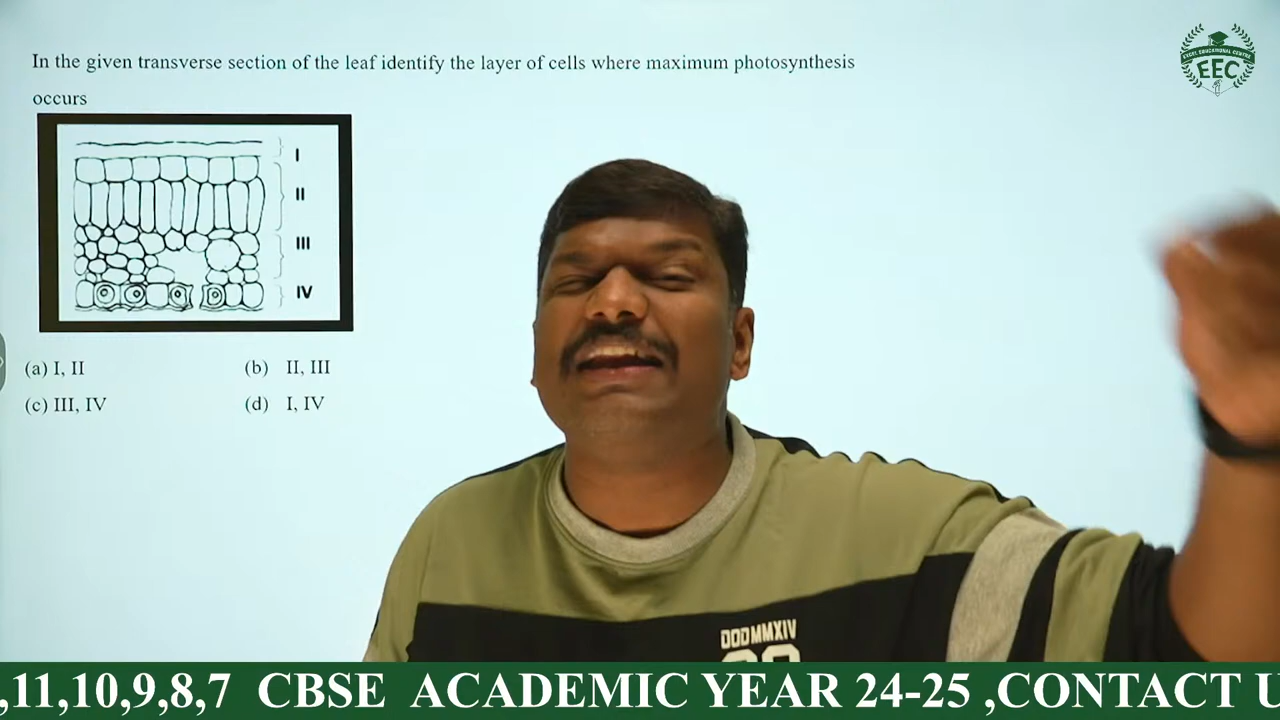 In the given transverse section of the leaf identify the layer of cells where maximum photosynthesis
occurs
I
II
III
IV
(a) I, II
(b) II, III
(c) III, IV
(d) I, IV
EEC
DODMMXIV
,11,10,9,8,7 CBSE ACADEMIC YEAR 24-25 ,CONTACT U